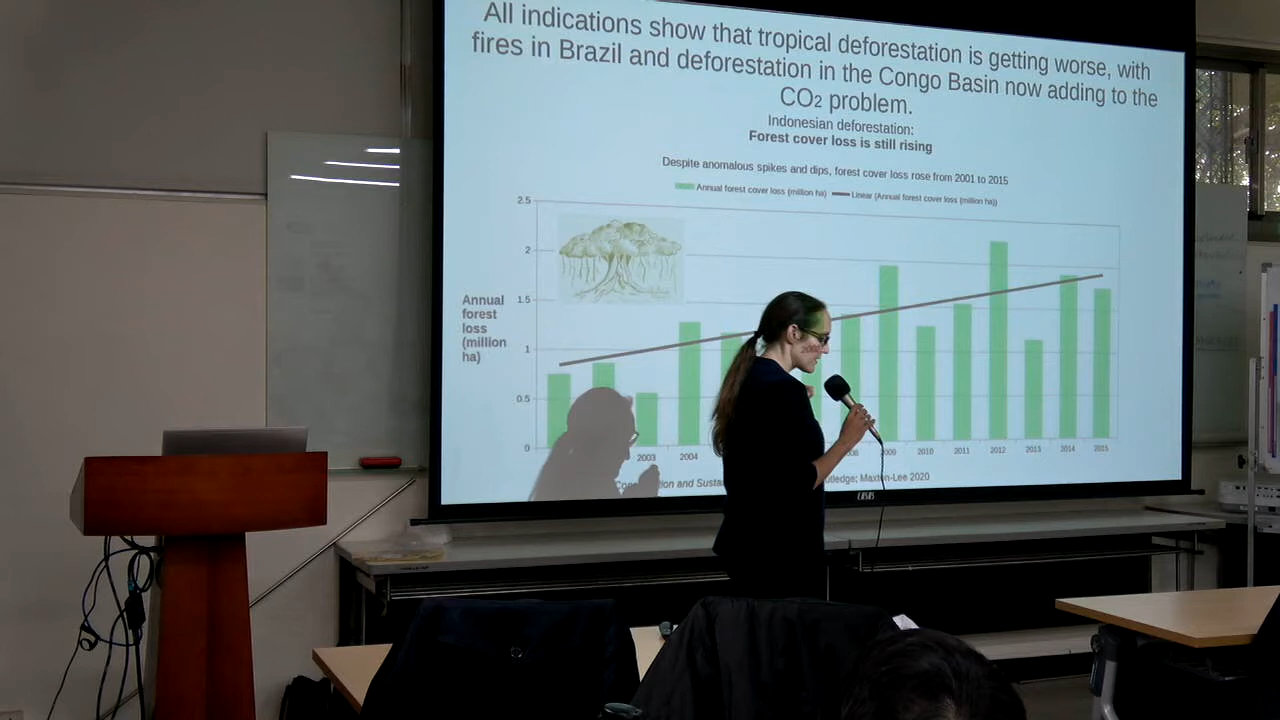 All indications show that tropical deforestation is getting worse, with
fires in Brazil and deforestation in the Congo Basin now adding to the
CO2 problem.
Indonesian deforestation:
Forest cover loss is still rising
Despite anomalous spikes and dips, forest cover loss rose from 2001 to 2015
Annual forest cover loss (million ha) Linear (Annual forest cover loss (million ha))
2.5
2
1.5
1
0.5
0
Annual
forest
loss
(million
ha)
2003 2004 2009 2010 2011 2012 2013 2014 2015
and Maxton-Lee 2020